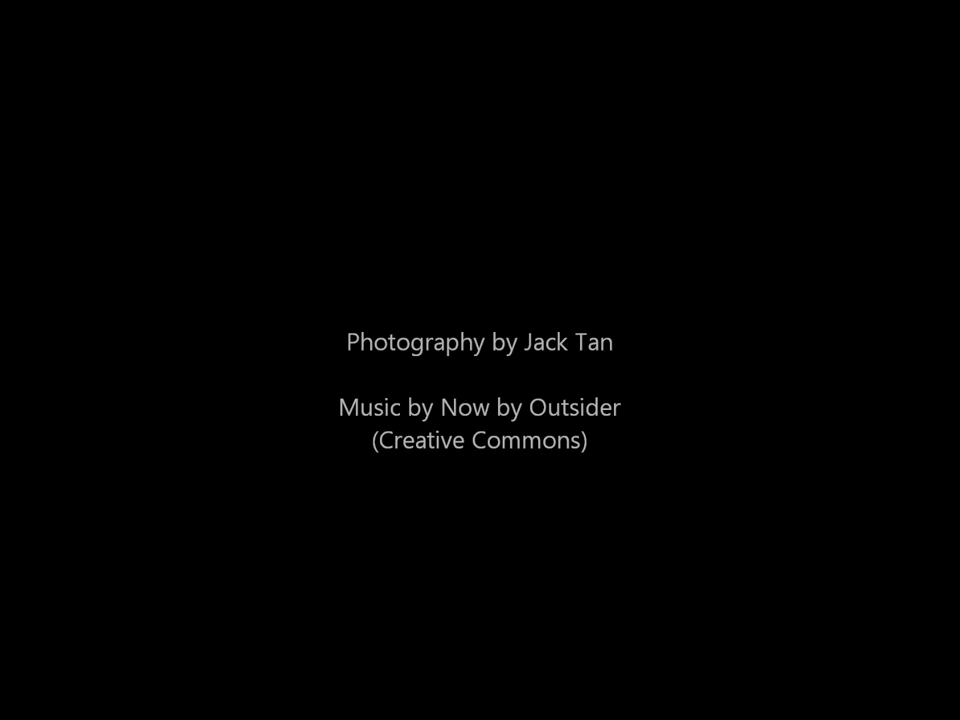 Photography by Jack Tan
Music by Now by Outsider
(Creative Commons)